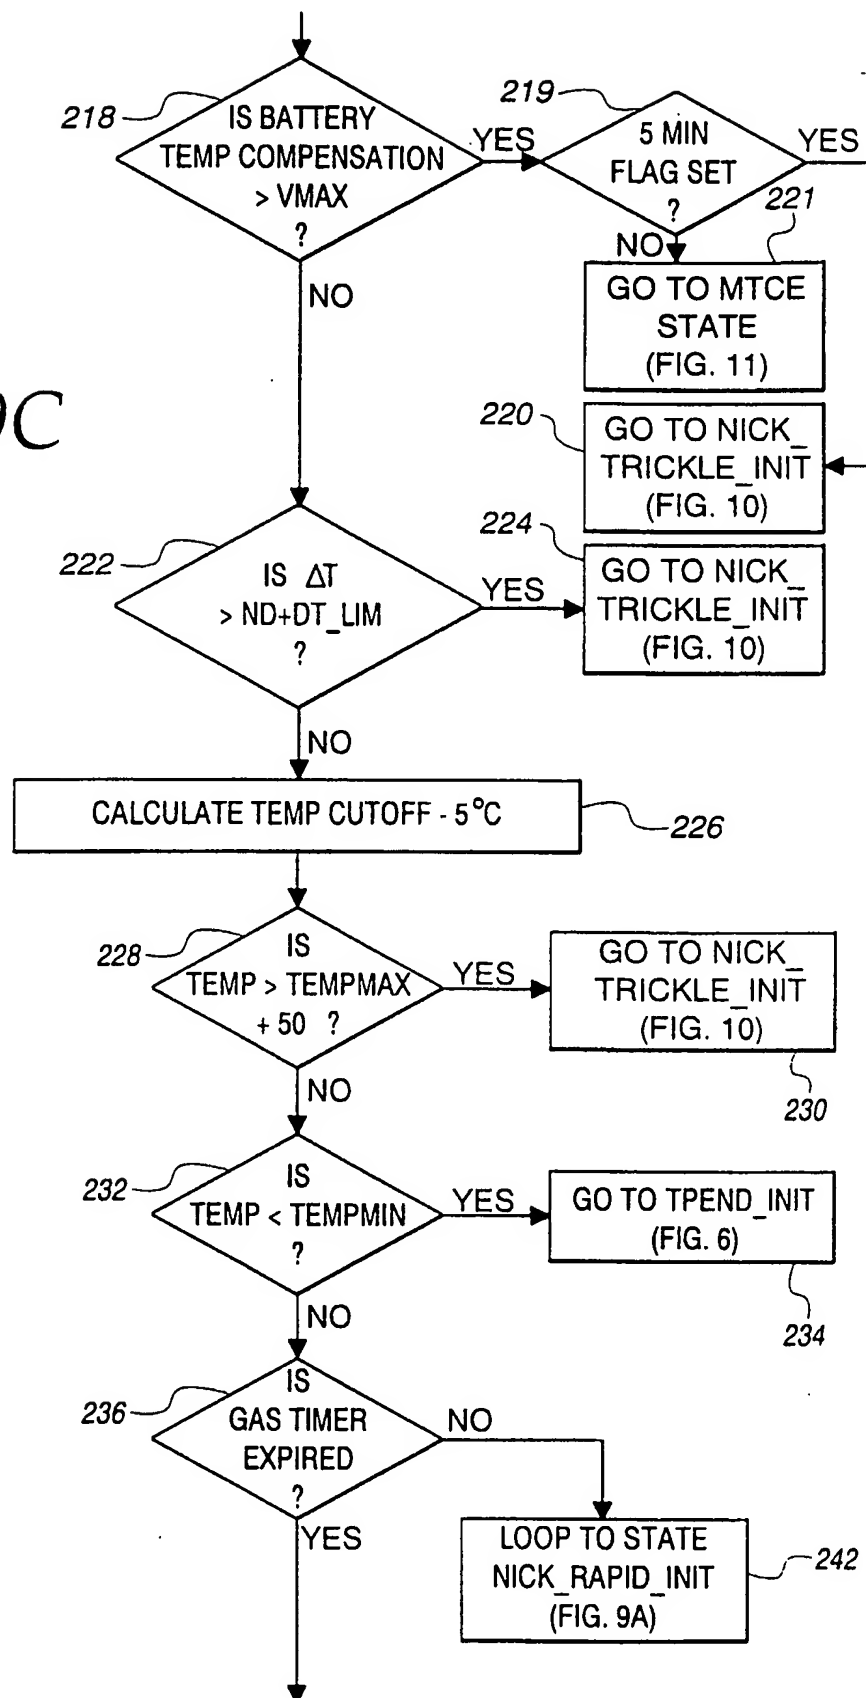 218
IS BATTERY
TEMP COMPENSATION
> VMAX
?
YES
NO
219
5 MIN
FLAG SET
?
YES
NO
221
GO TO MTCE
STATE
(FIG. 11)
9C
220
GO TO NICK_
TRICKLE_INIT
(FIG. 10)
222
IS ΔT
> ND+DT_LIM
?
YES
NO
224
GO TO NICK_
TRICKLE_INIT
(FIG. 10)
CALCULATE TEMP CUTOFF - 5°C
226
228
IS
TEMP > TEMPMAX
+ 50 ?
YES
NO
GO TO NICK_
TRICKLE_INIT
(FIG. 10)
230
232
IS
TEMP < TEMPMIN
?
YES
NO
GO TO TPEND_INIT
(FIG. 6)
234
236
IS
GAS TIMER
EXPIRED
?
NO
YES
LOOP TO STATE
NICK_RAPID_INIT
(FIG. 9A)
242